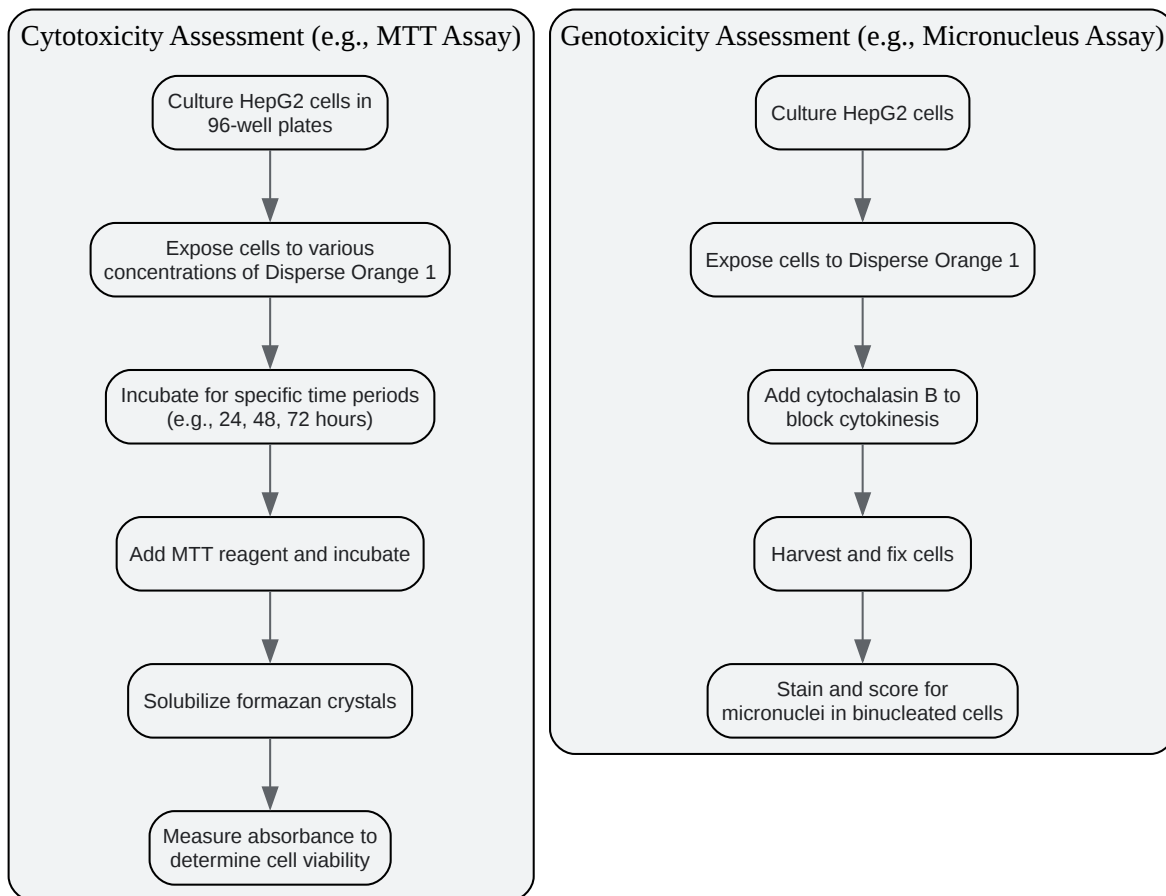 Cytotoxicity Assessment (e.g., MTT Assay)
Culture HepG2 cells in
96-well plates
Expose cells to various
concentrations of Disperse Orange 1
Incubate for specific time periods
(e.g., 24, 48, 72 hours)
Add MTT reagent and incubate
Solubilize formazan crystals
Measure absorbance to
determine cell viability
Genotoxicity Assessment (e.g., Micronucleus Assay)
Culture HepG2 cells
Expose cells to Disperse Orange 1
Add cytochalasin B to
block cytokinesis
Harvest and fix cells
Stain and score for
micronuclei in binucleated cells